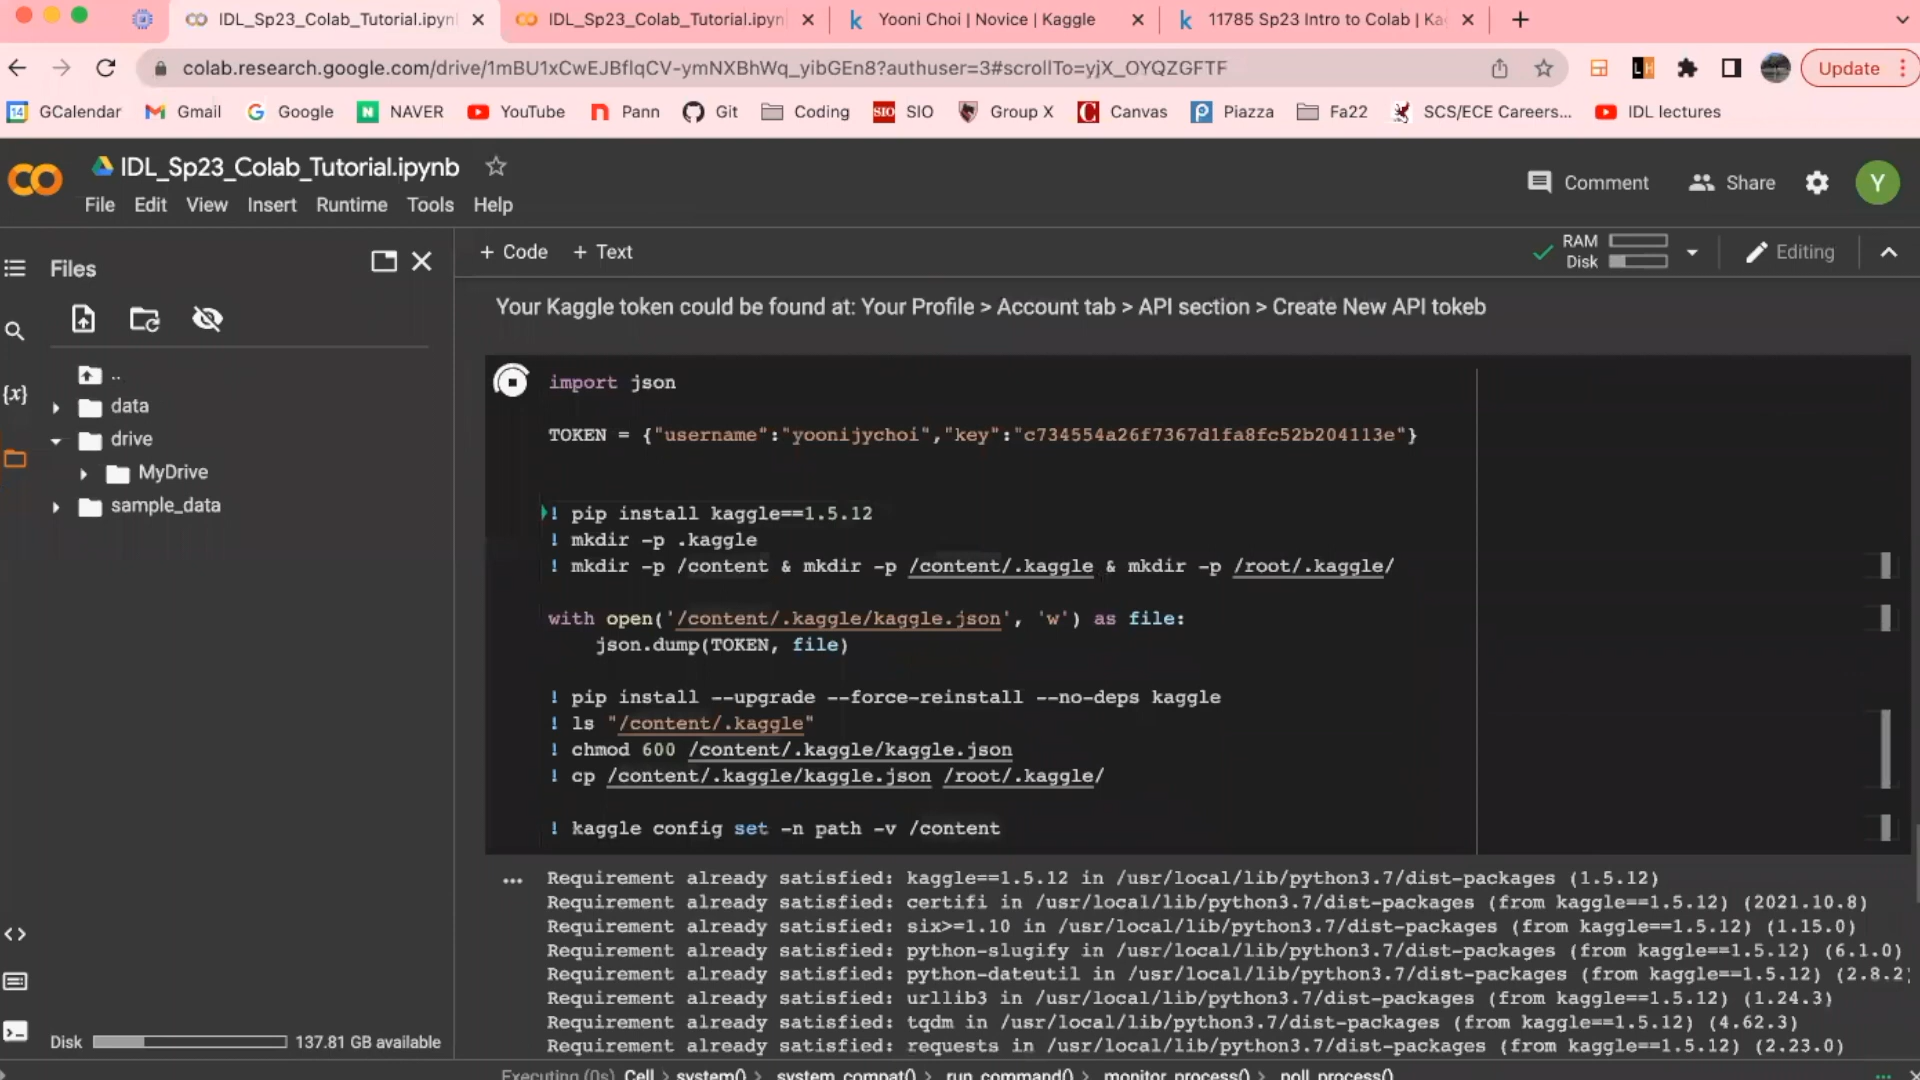 IDL_Sp23_Colab_Tutorial.ipyn
IDL_Sp23_Colab_Tutorial.ipyn
Yooni Choi | Novice | Kaggle
11785 Sp23 Intro to Colab | Ka
colab.research.google.com/drive/1mBU1xCwEJBflqCV-ymNXBhWq_yibGEn8?authuser=3#scrollTo=yjX_OYQZGFTF
Update
GCalendar Gmail Google NAVER YouTube Pann Git Coding SIO Group X Canvas Piazza Fa22 SCS/ECE Careers... IDL lectures
IDL_Sp23_Colab_Tutorial.ipynb
Comment Share Y
File Edit View Insert Runtime Tools Help
Files
+ Code + Text
RAM
Disk
Editing
Your Kaggle token could be found at: Your Profile > Account tab > API section > Create New API tokeb
..
data
drive
MyDrive
sample_data
{x}
import json
TOKEN = {"username":"yoonijychoi","key":"c734554a26f7367d1fa8fc52b204113e"}
! pip install kaggle==1.5.12
! mkdir -p .kaggle
! mkdir -p /content & mkdir -p /content/.kaggle & mkdir -p /root/.kaggle/
with open('/content/.kaggle/kaggle.json', 'w') as file:
json.dump(TOKEN, file)
! pip install --upgrade --force-reinstall --no-deps kaggle
! ls "/content/.kaggle"
! chmod 600 /content/.kaggle/kaggle.json
! cp /content/.kaggle/kaggle.json /root/.kaggle/
! kaggle config set -n path -v /content
Requirement already satisfied: kaggle==1.5.12 in /usr/local/lib/python3.7/dist-packages (1.5.12)
Requirement already satisfied: certifi in /usr/local/lib/python3.7/dist-packages (from kaggle==1.5.12) (2021.10.8)
Requirement already satisfied: six>=1.10 in /usr/local/lib/python3.7/dist-packages (from kaggle==1.5.12) (1.15.0)
Requirement already satisfied: python-slugify in /usr/local/lib/python3.7/dist-packages (from kaggle==1.5.12) (6.1.0)
Requirement already satisfied: python-dateutil in /usr/local/lib/python3.7/dist-packages (from kaggle==1.5.12) (2.8.2
Requirement already satisfied: urllib3 in /usr/local/lib/python3.7/dist-packages (from kaggle==1.5.12) (1.24.3)
Requirement already satisfied: tqdm in /usr/local/lib/python3.7/dist-packages (from kaggle==1.5.12) (4.62.3)
Requirement already satisfied: requests in /usr/local/lib/python3.7/dist-packages (from kaggle==1.5.12) (2.23.0)
Disk 137.81 GB available
Executing (0s) Cell > system() > _system_compat() > _run_command() > _monitor_process() > _poll_process()